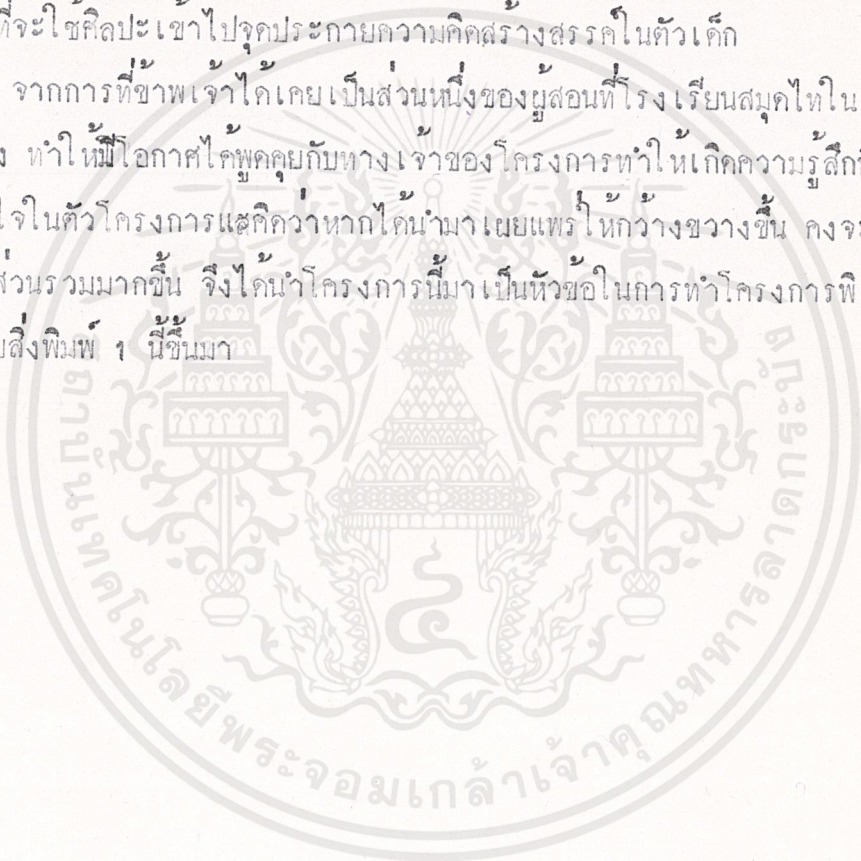 ที่จะใช้ศิลปะเข้าไปจุดประกายความคิดสร้างสรรค์ในตัวเด็ก
จากการที่ข้าพเจ้าได้เคยเป็นส่วนหนึ่งของผู้สอนที่โรงเรียนสมุดไทใน
ง ทำให้มีโอกาสได้พูดคุยกับทางเจ้าของโครงการทำให้เกิดความรู้สึก
ใจในตัวโครงการและคิดว่าหากได้นำมาเผยแพร่ให้กว้างขวางขึ้น คงจะ
ส่วนรวมมากขึ้น จึงได้นำโครงการนี้มาเป็นหัวข้อในการทำโครงการพิ
บสิ่งพิมพ์ 1 นี้ขึ้นมา
สถาบันเทคโนโลยีพระจอมเกล้าเจ้าคุณทหารลาดกระบัง